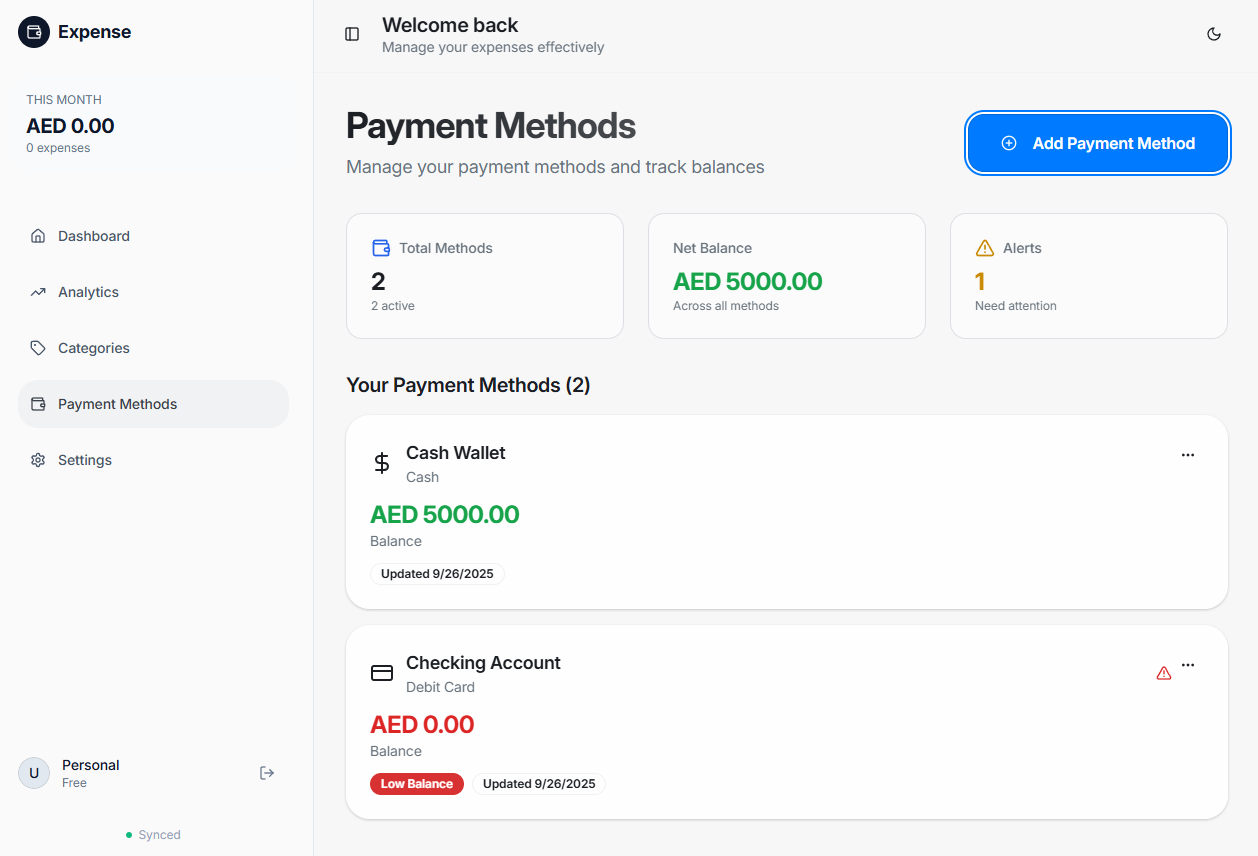 Expense
THIS MONTH
AED 0.00
0 expenses
Dashboard
Analytics
Categories
Payment Methods
Settings
U
Personal
Free
Synced
Welcome back
Manage your expenses effectively
Payment Methods
Manage your payment methods and track balances
Add Payment Method
Total Methods
2
2 active
Net Balance
AED 5000.00
Across all methods
Alerts
1
Need attention
Your Payment Methods (2)
Cash Wallet
Cash
AED 5000.00
Balance
Updated 9/26/2025
Checking Account
Debit Card
AED 0.00
Balance
Low Balance Updated 9/26/2025